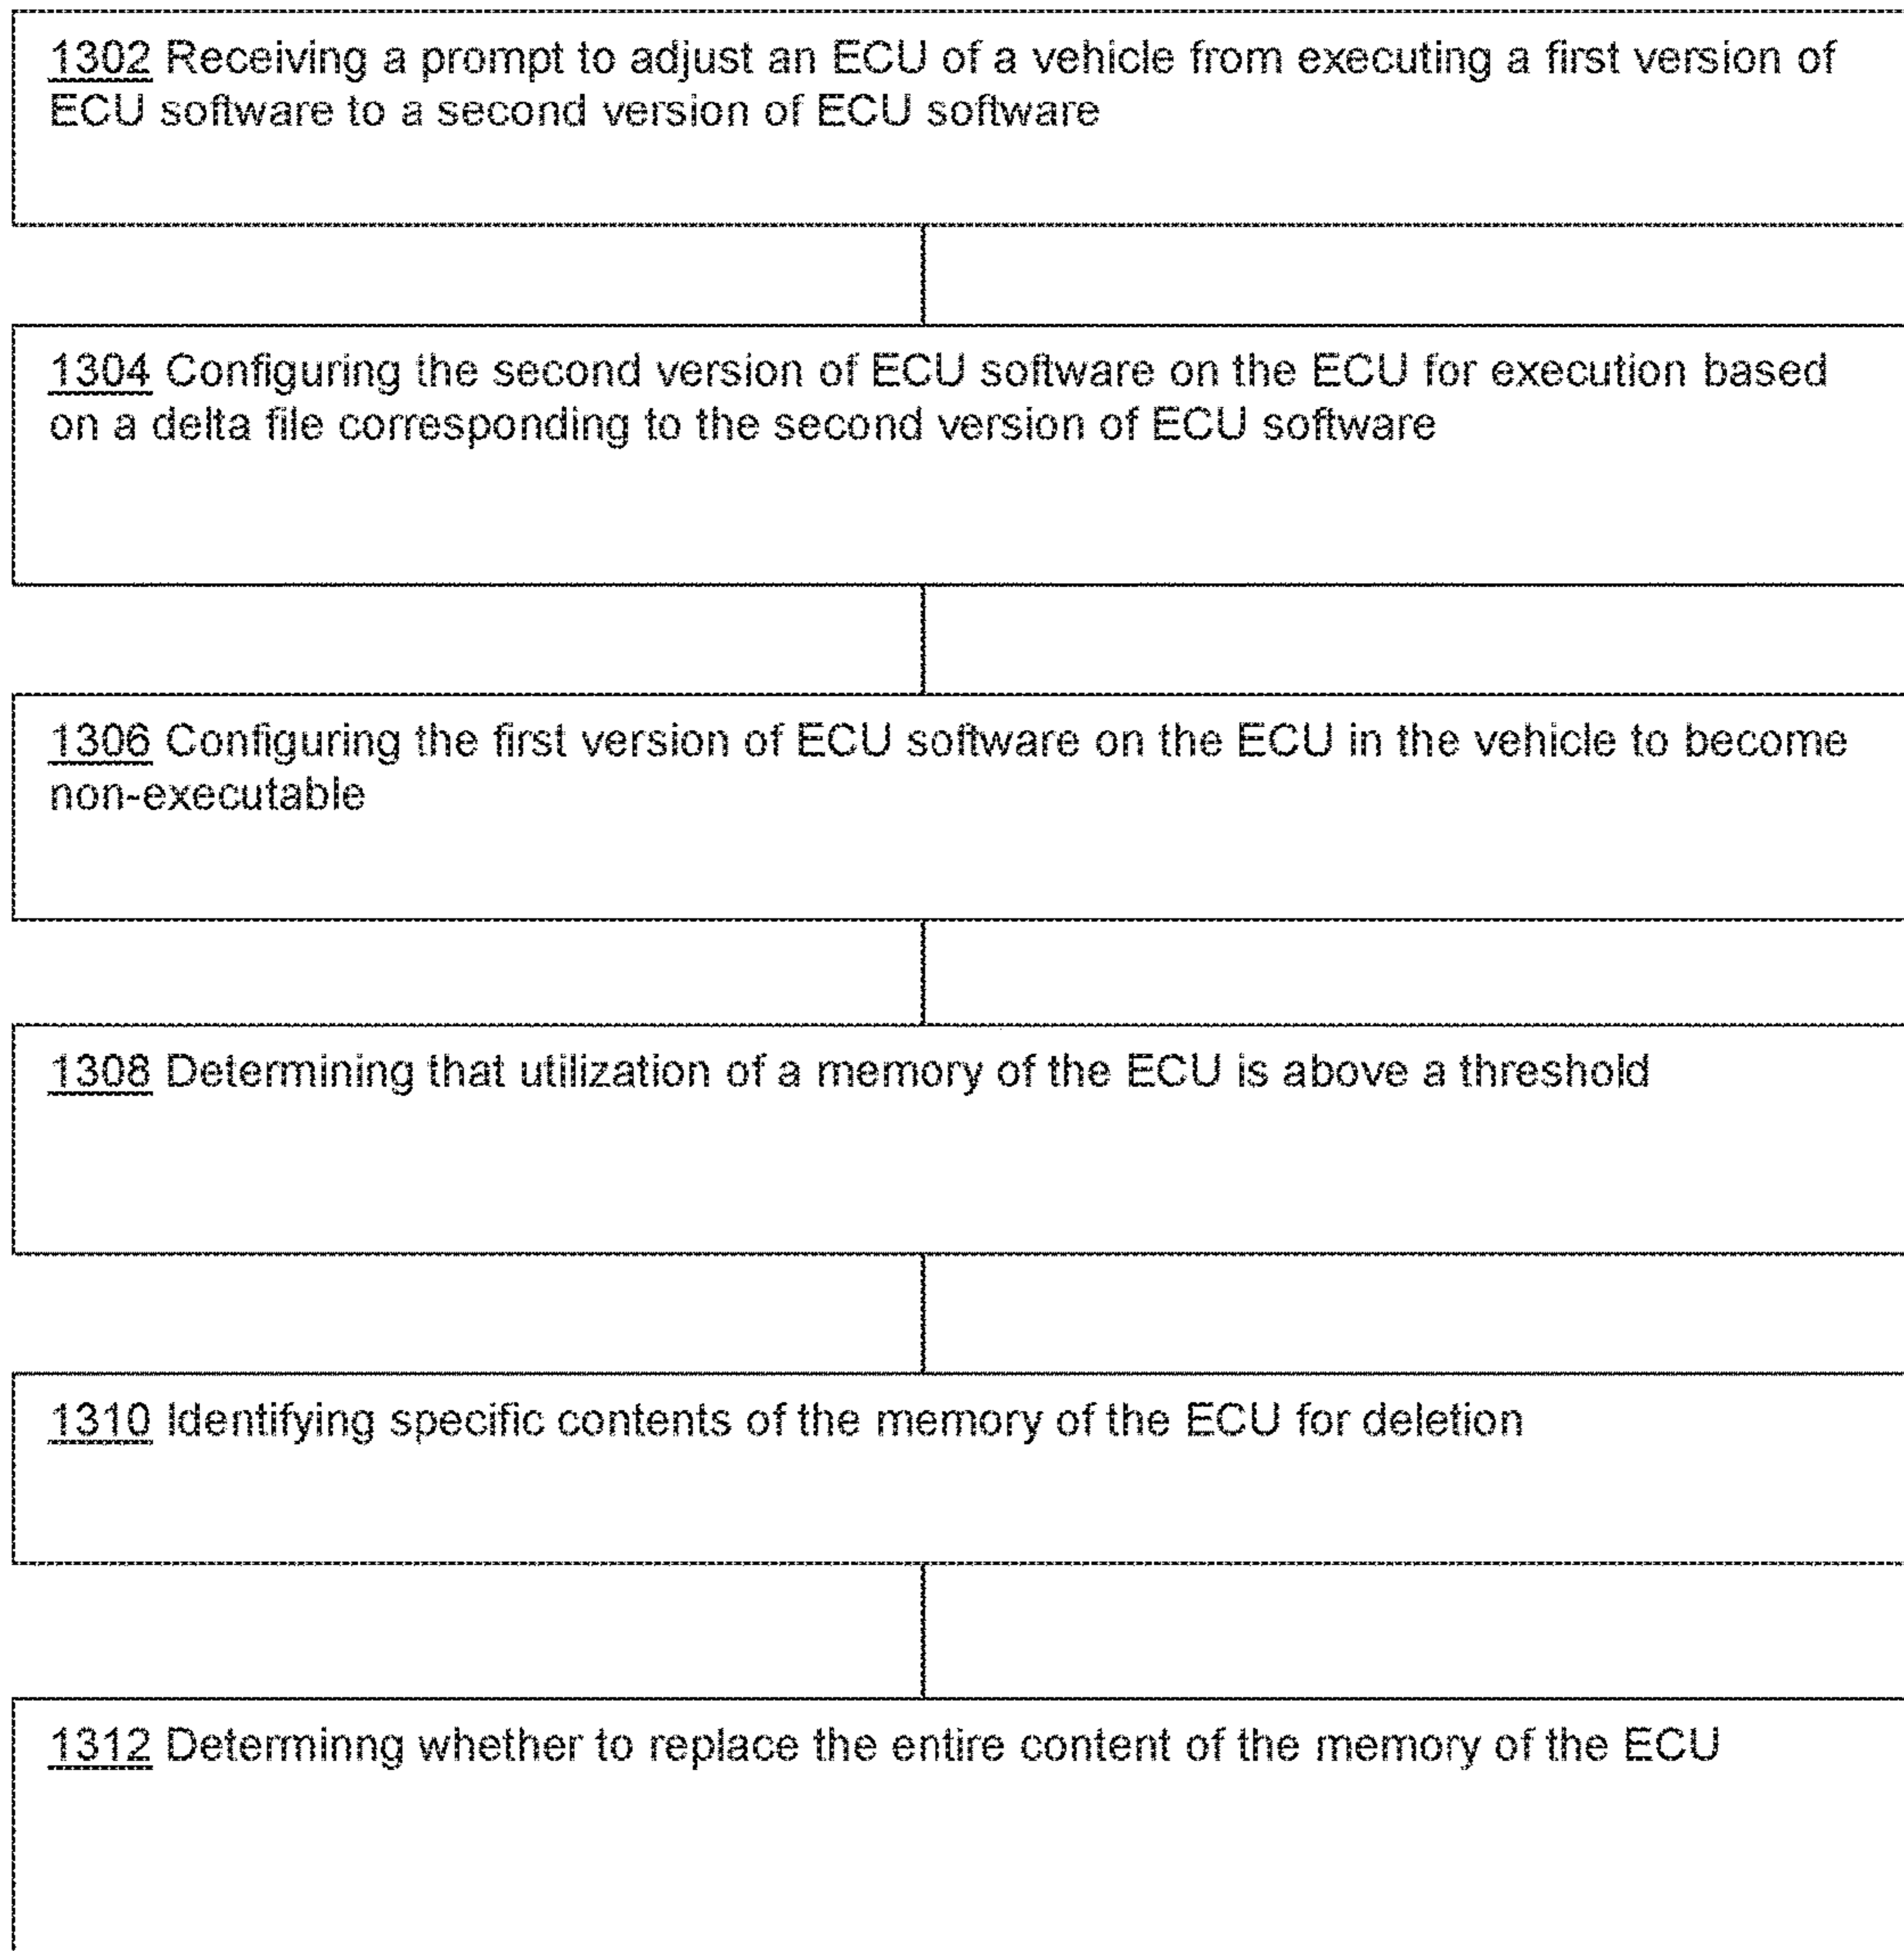 1302 Receiving a prompt to adjust an ECU of a vehicle from executing a first version of
ECU software to a second version of ECU software
1304 Configuring the second version of ECU software on the ECU for execution based
on a delta file corresponding to the second version of ECU software
1306 Configuring the first version of ECU software on the ECU in the vehicle to become
non-executable
1308 Determining that utilization of a memory of the ECU is above a threshold
1310 Identifying specific contents of the memory of the ECU for deletion
1312 Determinng whether to replace the entire content of the memory of the ECU